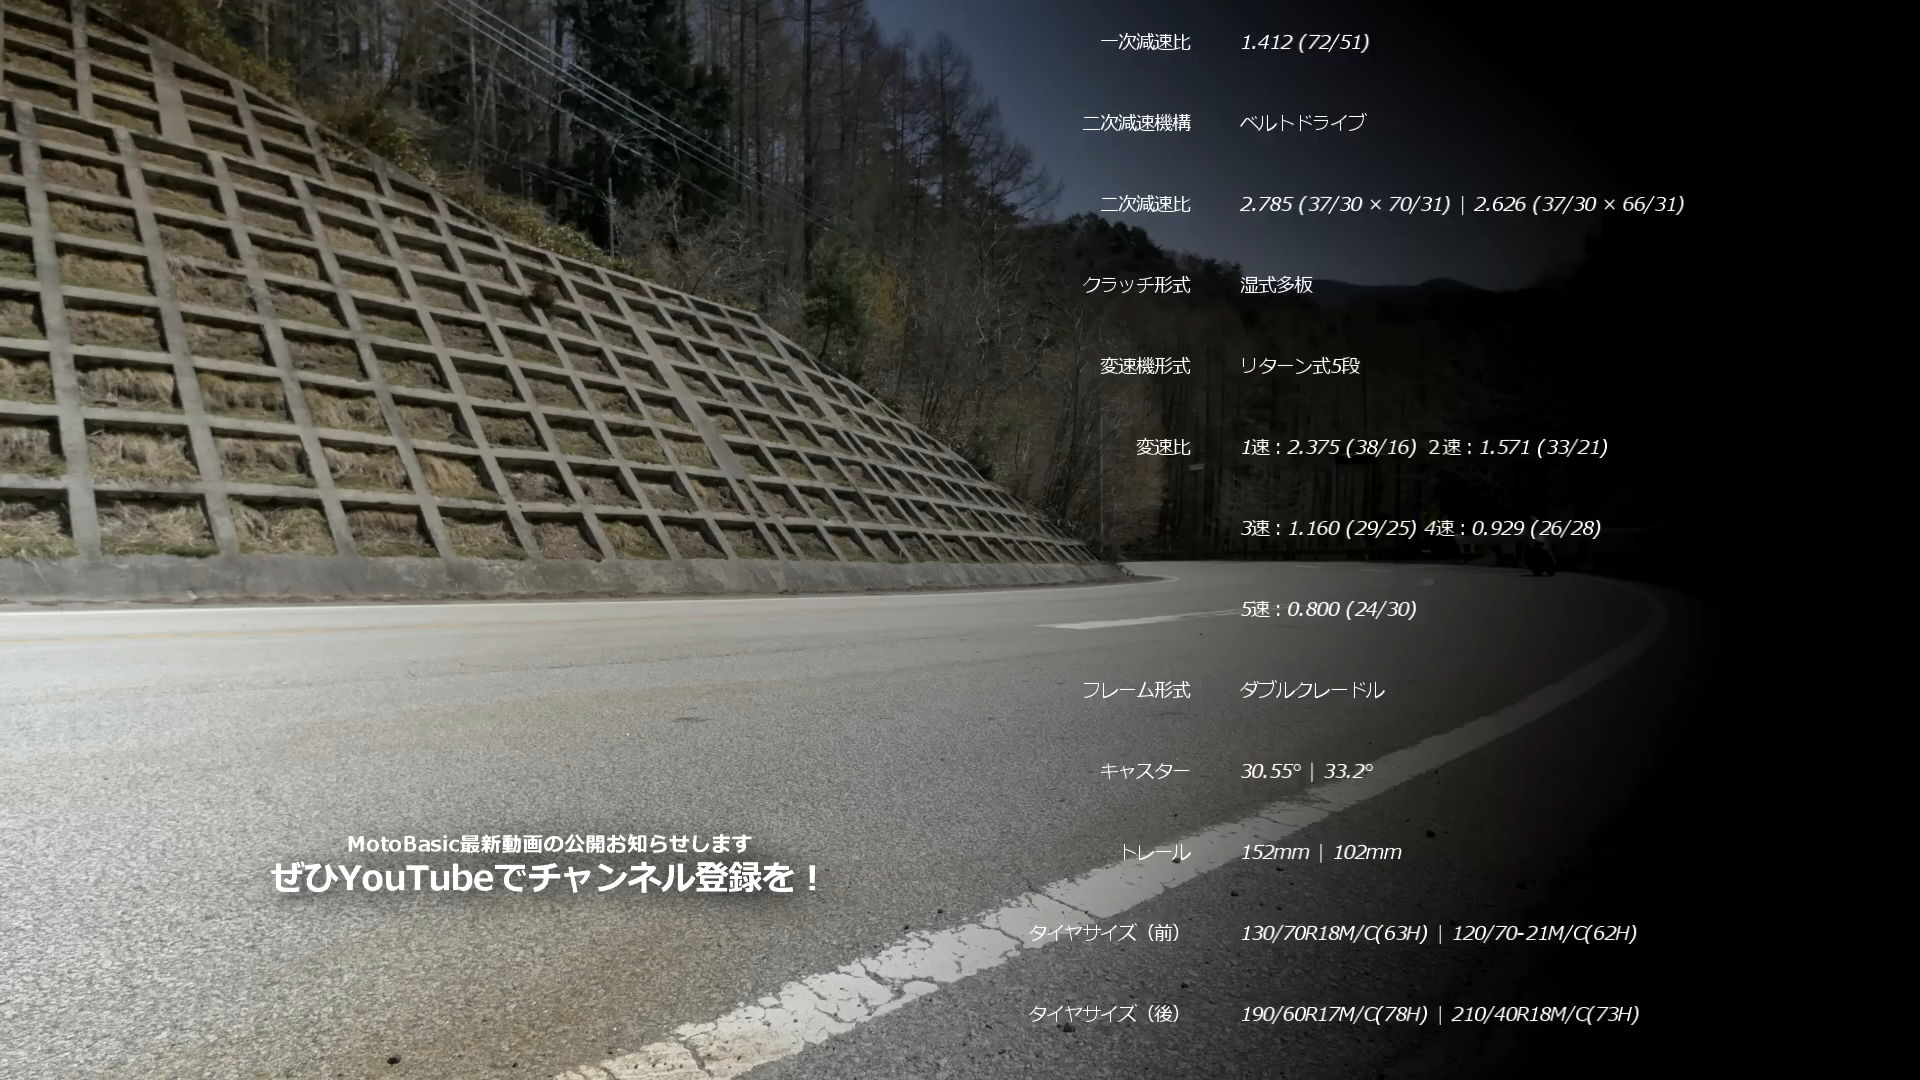 一次減速比 1.412 (72/51)
二次減速機構 ベルトドライブ
二次減速比 2.785 (37/30 × 70/31) | 2.626 (37/30 × 66/31)
クラッチ形式 湿式多板
変速機形式 リターン式5段
変速比 1速：2.375 (38/16) ２速：1.571 (33/21)
3速：1.160 (29/25) 4速：0.929 (26/28)
5速：0.800 (24/30)
フレーム形式 ダブルクレードル
キャスター 30.55° | 33.2°
トレール 152mm | 102mm
タイヤサイズ（前） 130/70R18M/C(63H) | 120/70-21M/C(62H)
タイヤサイズ（後） 190/60R17M/C(78H) | 210/40R18M/C(73H)
MotoBasic最新動画の公開お知らせします
ぜひYouTubeでチャンネル登録を！